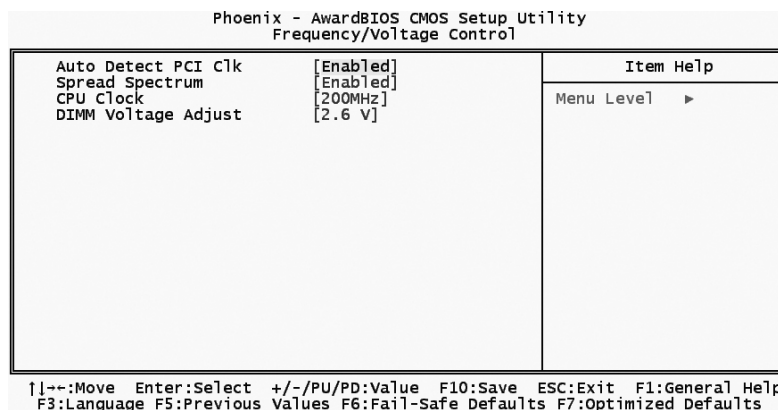 Phoenix - AwardBIOS CMOS Setup Utility
Frequency/Voltage Control
Auto Detect PCI Clk [Enabled]
Spread Spectrum [Enabled]
CPU Clock [200MHz]
DIMM Voltage Adjust [2.6 V]
Item Help
Menu Level ►
↑↓→←:Move Enter:Select +/-/PU/PD:Value F10:Save ESC:Exit F1:General Help
F3:Language F5:Previous Values F6:Fail-Safe Defaults F7:Optimized Defaults